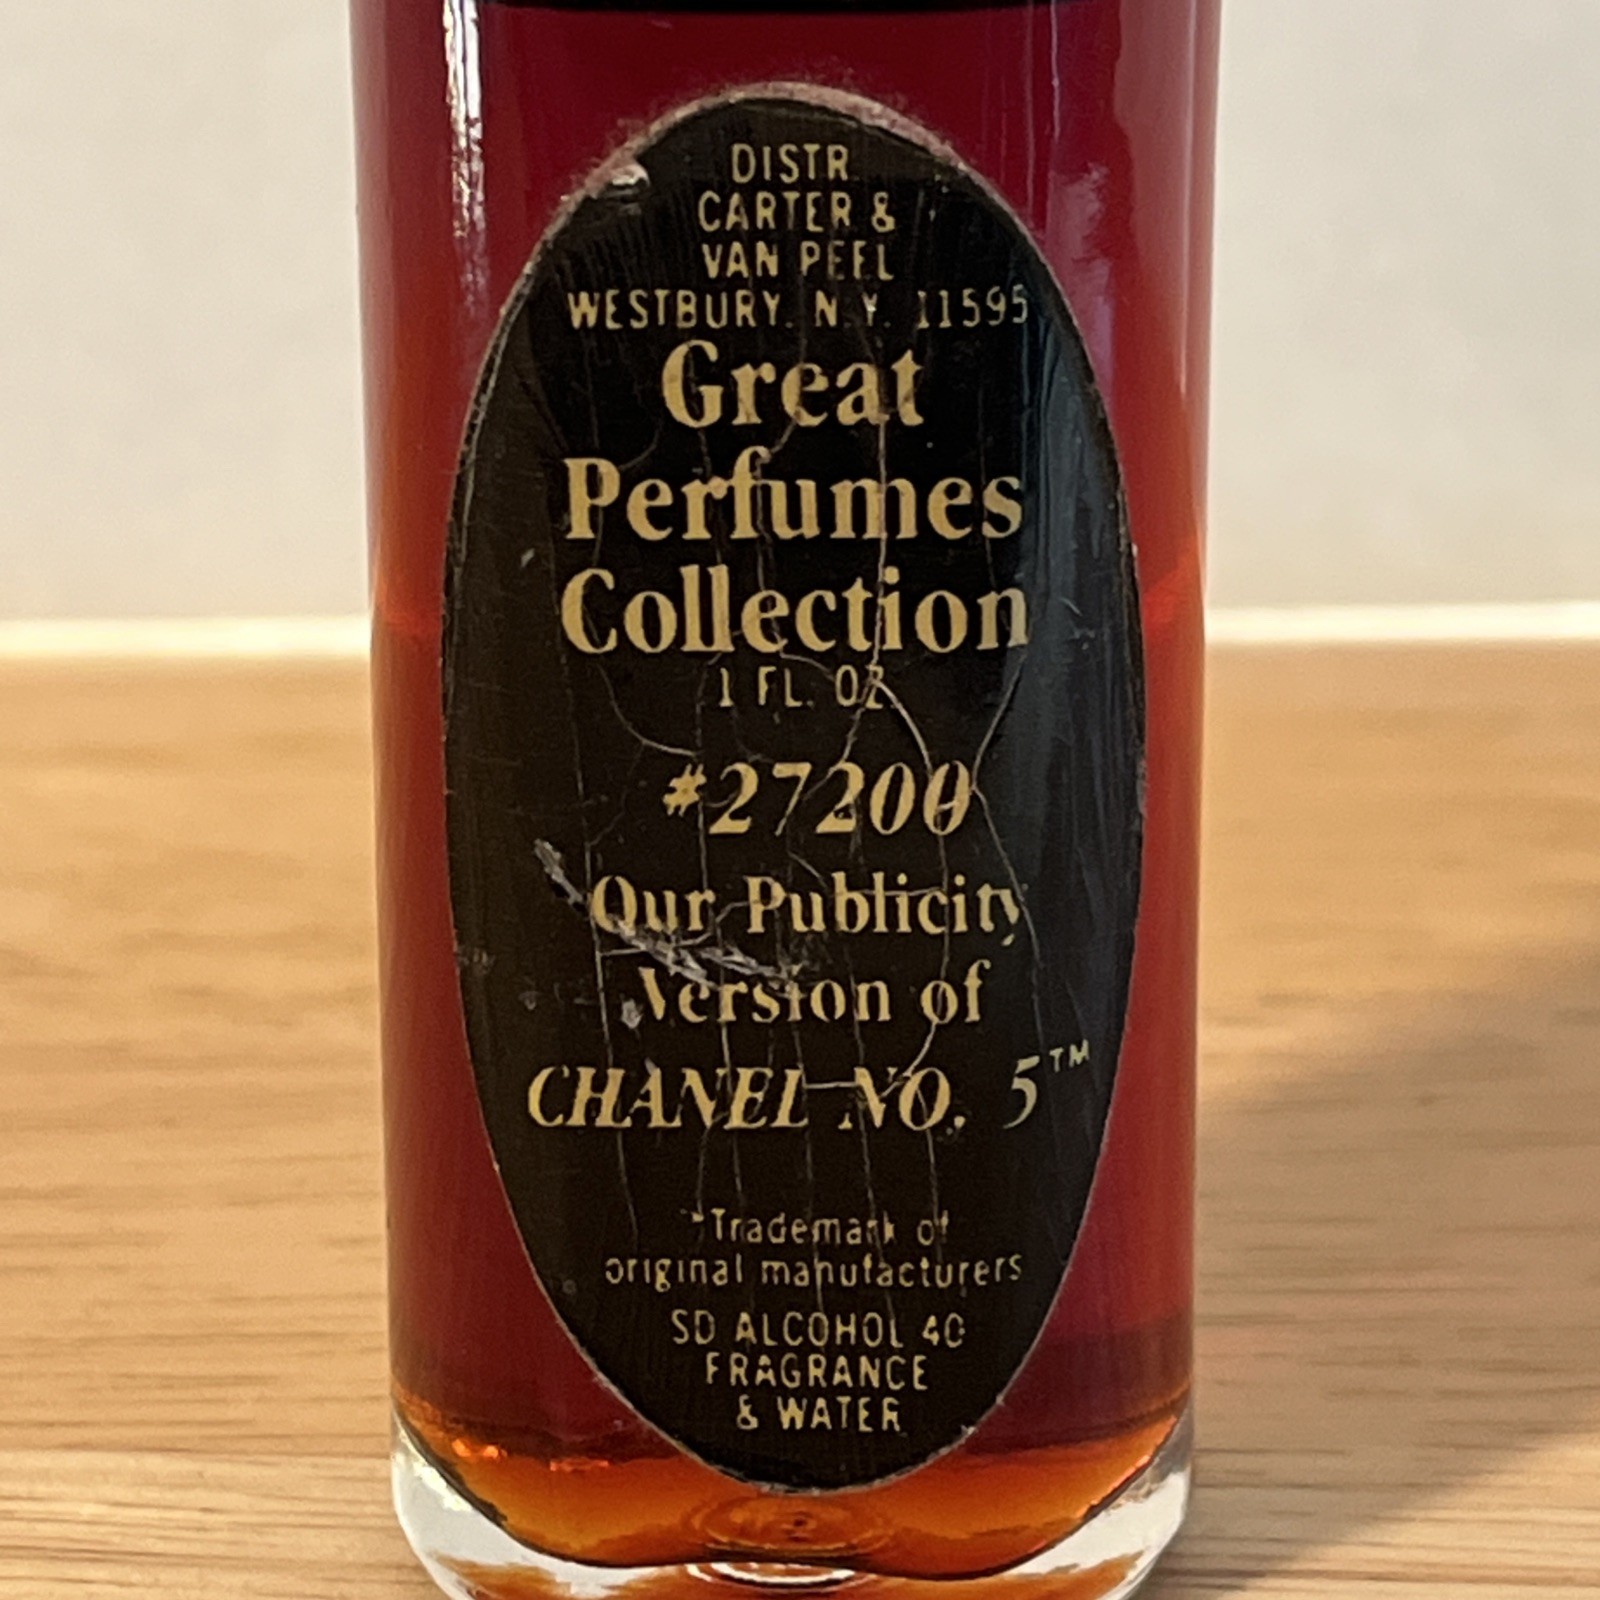 DISTR.
CARTER &
VAN PEEL
WESTBURY. N.Y. 11595
Great
Perfumes
Collection
1 FL. OZ.
#27200
Our Publicity
Version of
CHANEL NO. 5™
*Trademark of
original manufacturers
SD ALCOHOL 40
FRAGRANCE
& WATER